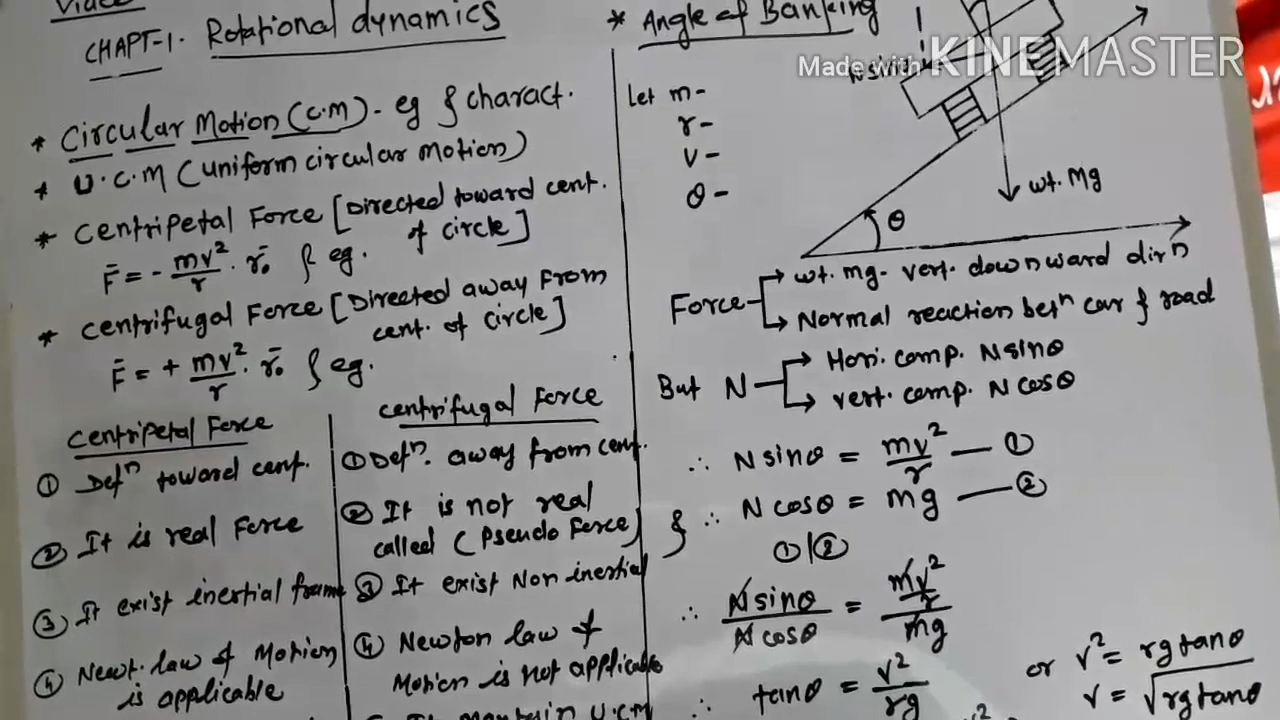 Video
CHAPT-1. Rotational dynamics
* Circular Motion (C.M) - eg & charact.
* U.C.M (uniform circular motion)
* Centripetal Force [Directed toward cent. of circle]
F̄ = - mv²/r . r̄₀ & eg.
* Centrifugal Force [Directed away From cent. of circle]
F̄ = + mv²/r . r̄₀ & eg.
Centripetal Force
① Defⁿ toward cent.
② It is real Force
③ It exist inertial frame
④ Newt. law of Motion
is applicable
Centrifugal Force
① Defⁿ. away from cent.
② It is not real
called (Pseudo Force)
③ It exist Non inertial
④ Newton law of
Motion is not applicable
U.C.M
* Angle of Banking
Made with KINEMASTER
N sinθ
Let m-
r-
v-
θ-
wt. Mg
θ
Force → wt. mg - vert. downward dirⁿ
→ Normal reaction betⁿ car & road
But N → Hori. comp. N sinθ
→ vert. comp. N cosθ
∴ N sinθ = mv²/r — ①
& ∴ N cosθ = mg — ②
①/②
∴ N sinθ / N cosθ = mv²/r / mg
∴ tanθ = v²/rg
or v² = rg tanθ
v = √rg tanθ